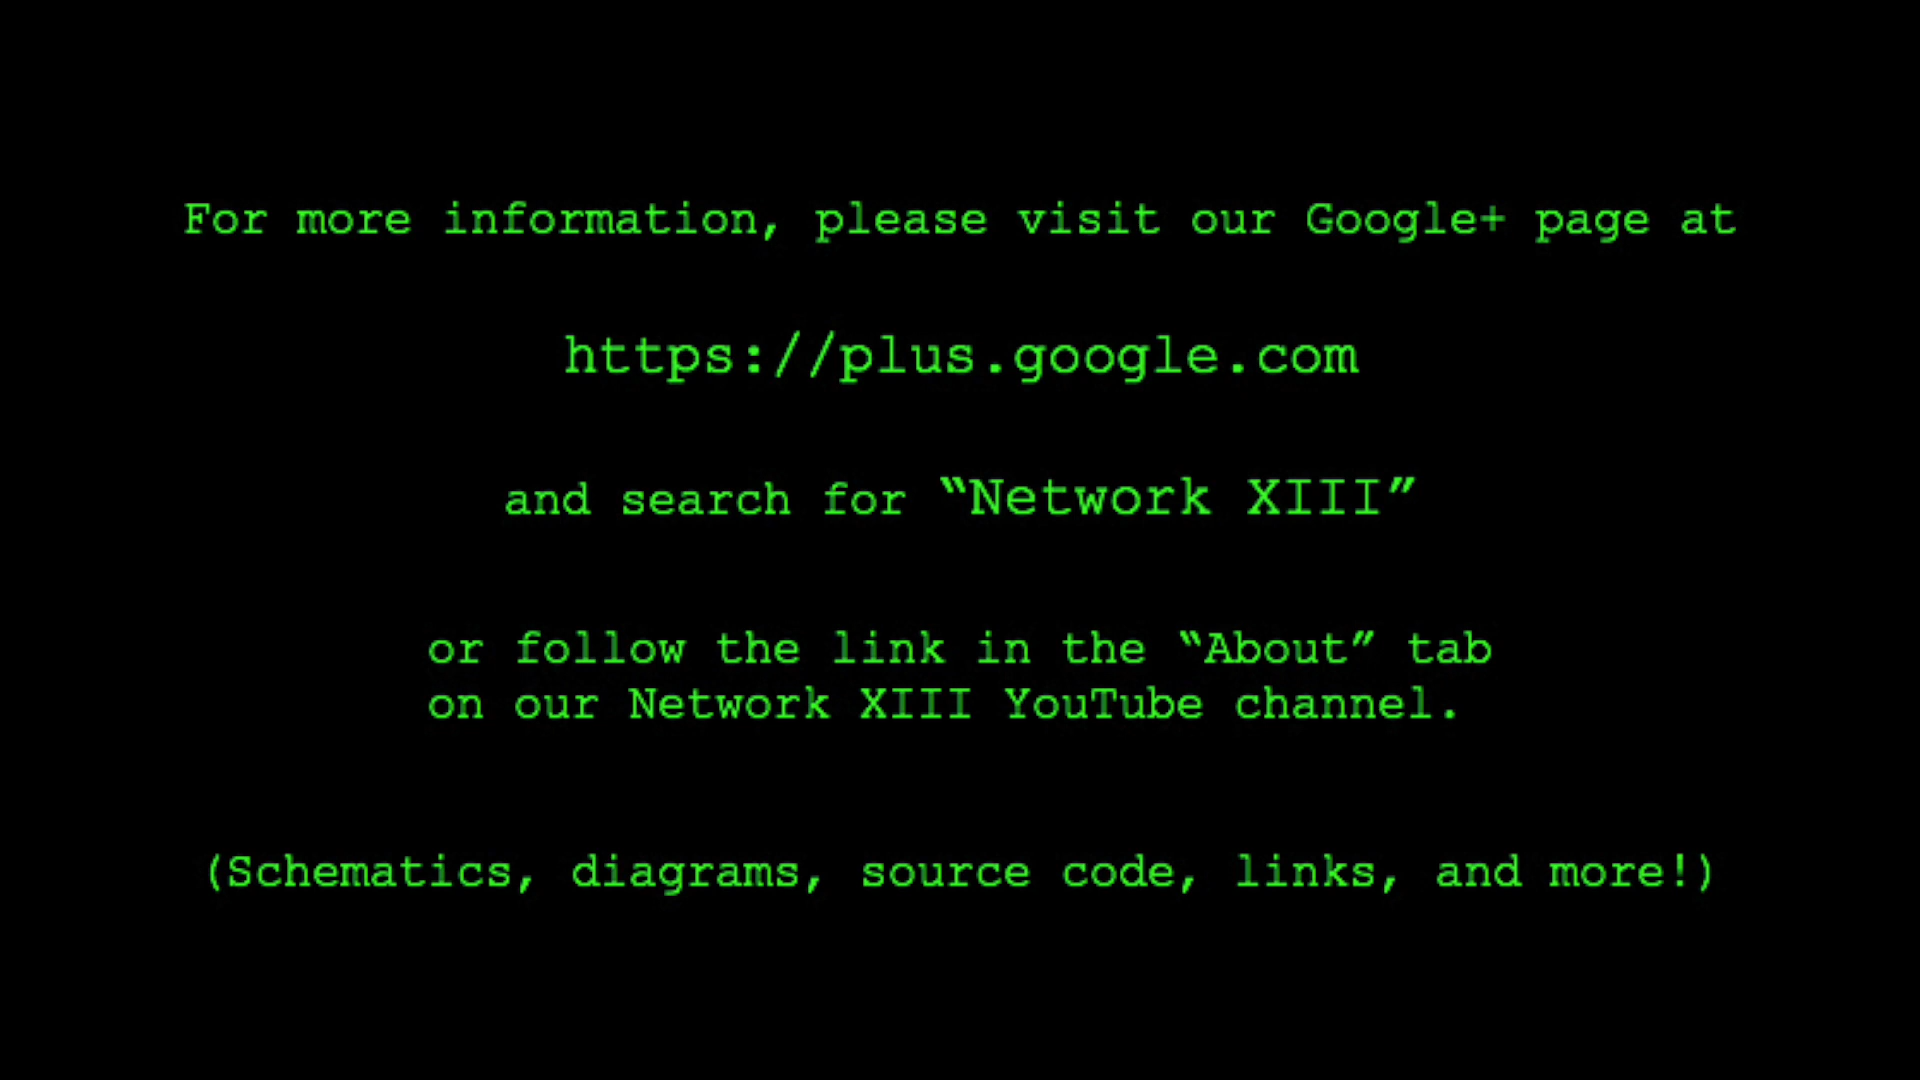 For more information, please visit our Google+ page at
https://plus.google.com
and search for “Network XIII”
or follow the link in the “About” tab
on our Network XIII YouTube channel.
(Schematics, diagrams, source code, links, and more!)